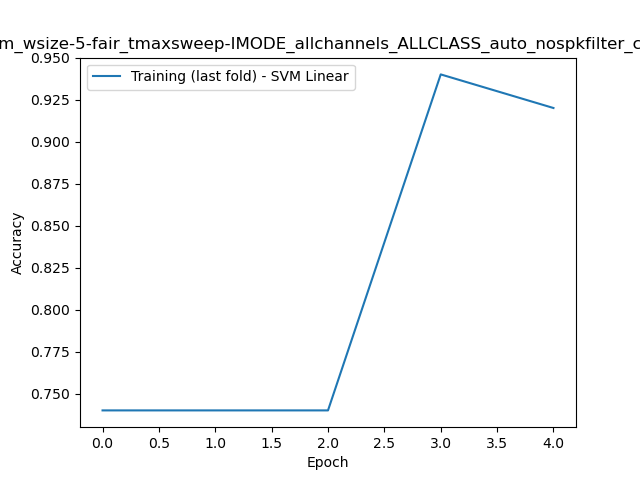 m_wsize-5-fair_tmaxsweep-IMODE_allchannels_ALLCLASS_auto_nospkfilter_c
Training (last fold) - SVM Linear
0.950
0.925
0.900
0.875
0.850
0.825
0.800
0.775
0.750
Accuracy
0.0 0.5 1.0 1.5 2.0 2.5 3.0 3.5 4.0
Epoch